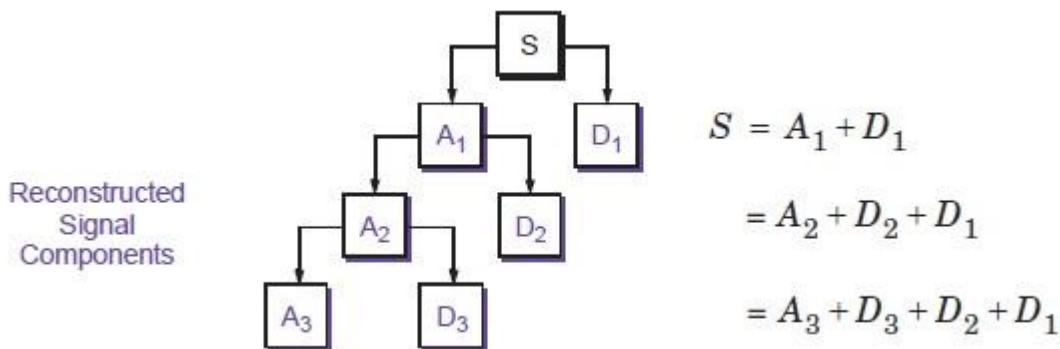 S
A₁
D₁
S = A₁ + D₁
Reconstructed
Signal
Components
A₂
D₂
= A₂ + D₂ + D₁
A₃
D₃
= A₃ + D₃ + D₂ + D₁